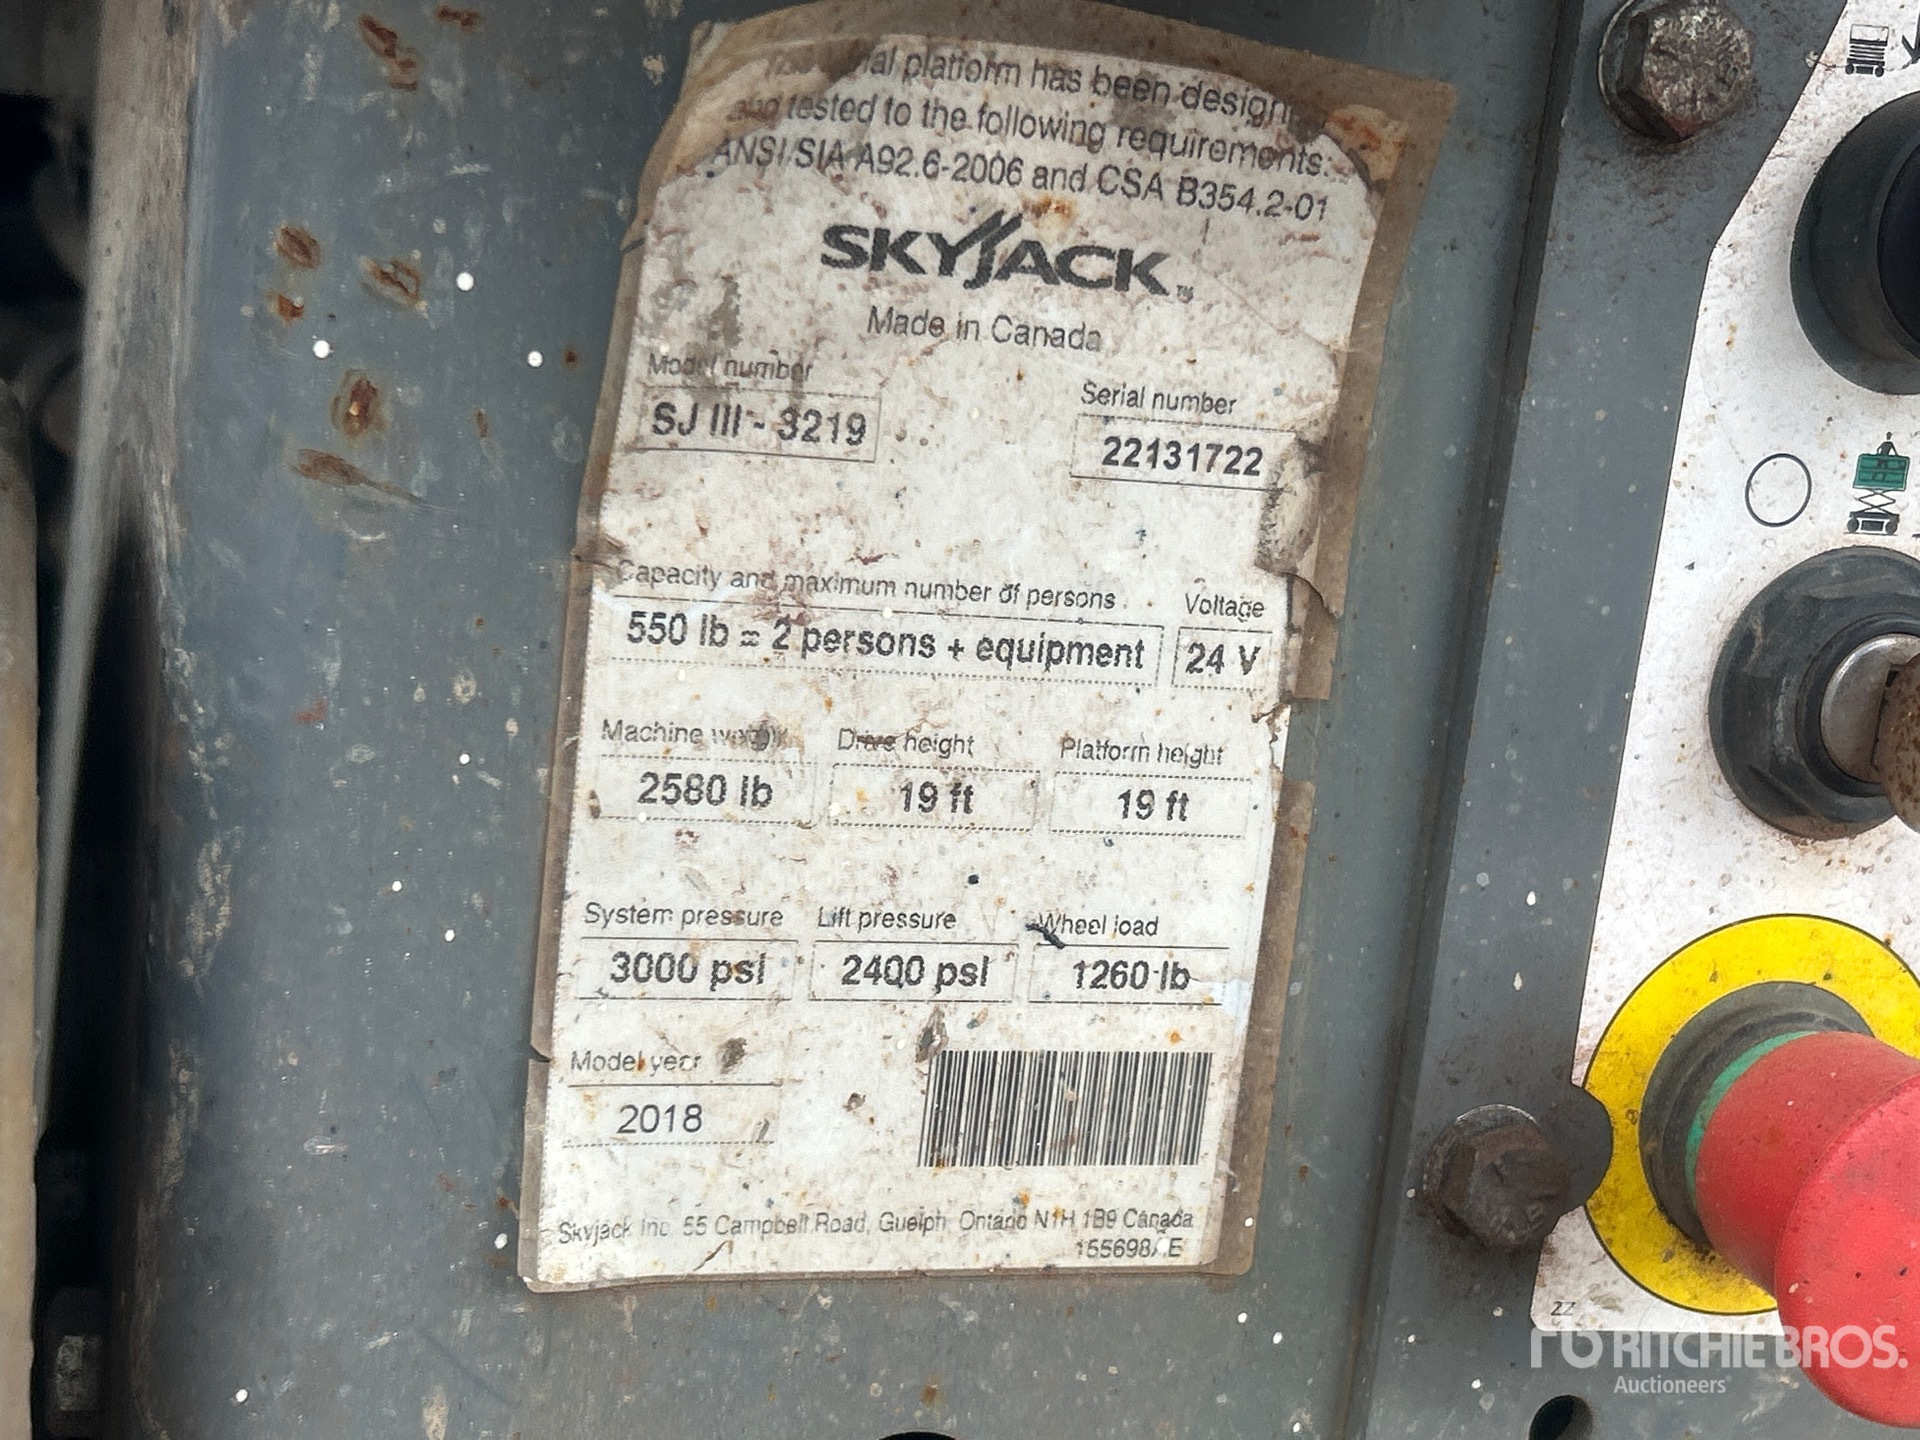 platform has been
tested to the following requirements:
ANSI/SIA A92.6-2006 and CSA B354.2-01
SKYJACK™
Made in Canada
Model number
SJ III - 3219
Serial number
22131722
Capacity and maximum number of persons
550 lb = 2 persons + equipment
Voltage
24 V
Machine
2580 lb
Drive height
19 ft
Platform height
19 ft
System pressure
3000 psi
Lift pressure
2400 psi
Wheel load
1260 lb
Model year
2018
Skyjack Inc. 55 Campbell Road, Guelph, Ontario N1H 1B9 Canada
ZZ
RITCHIE BROS.
Auctioneers